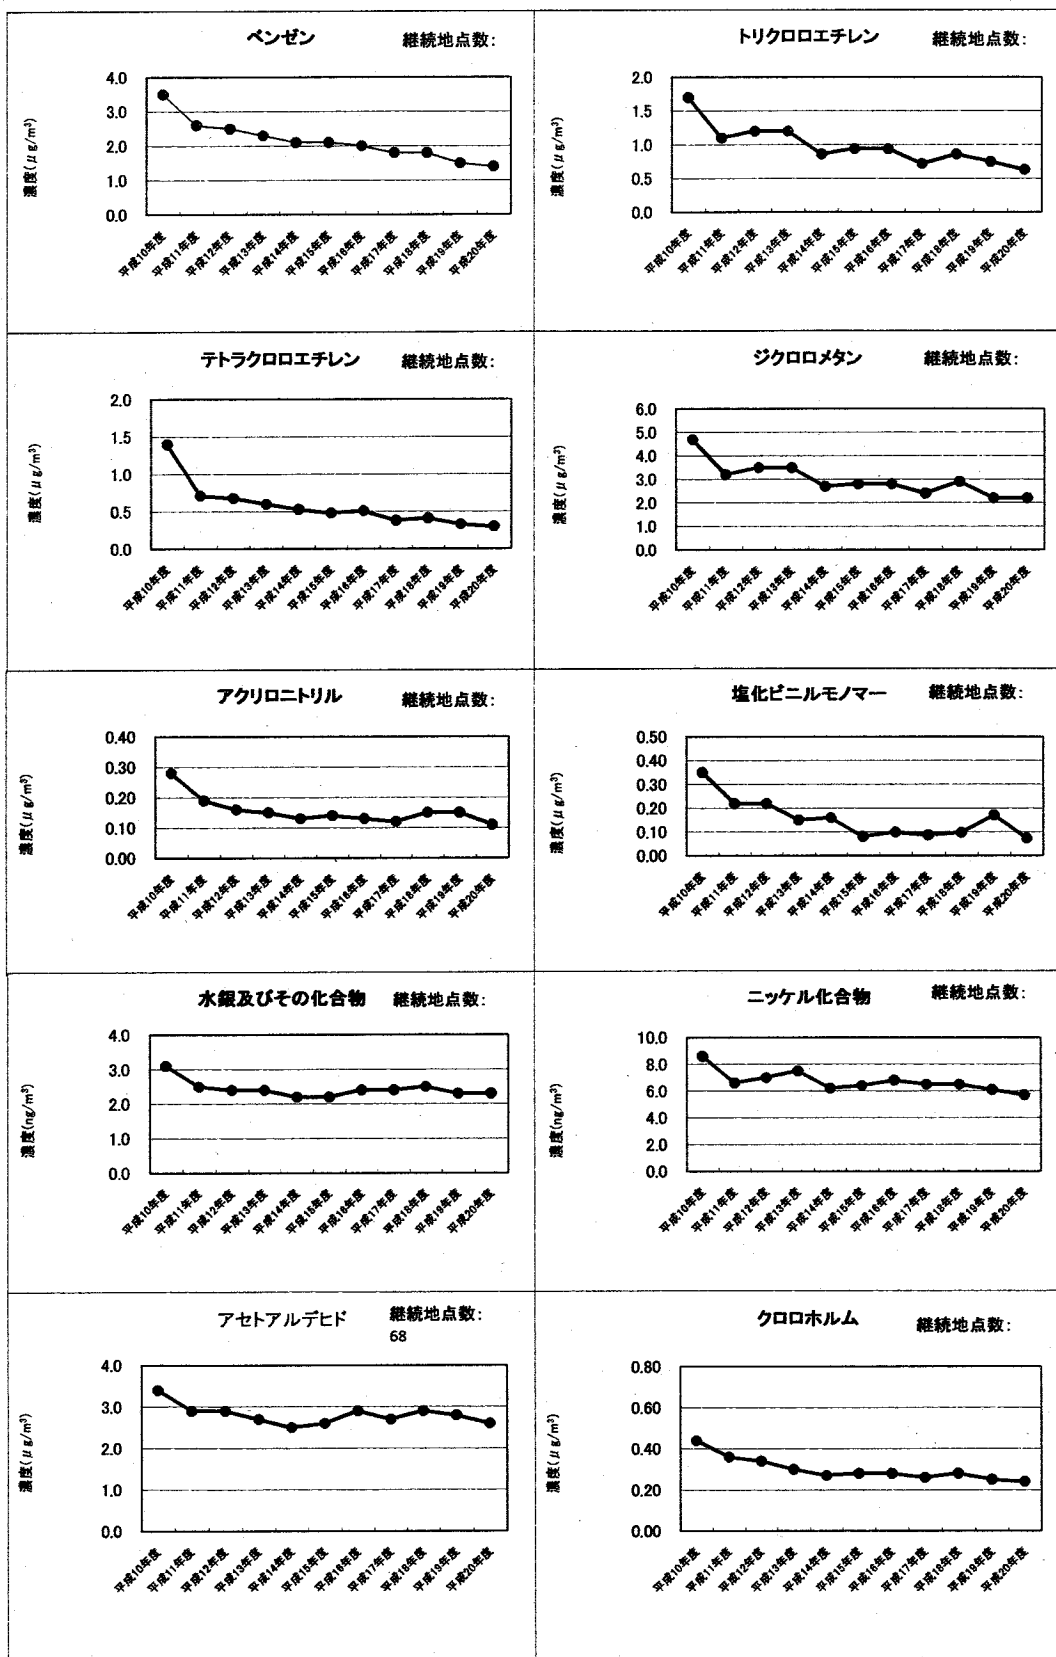 ベンゼン 継続地点数:
濃度(μg/m³)
4.0
3.0
2.0
1.0
0.0
平成10年度 平成11年度 平成12年度 平成13年度 平成14年度 平成15年度 平成16年度 平成17年度 平成18年度 平成19年度 平成20年度
トリクロロエチレン 継続地点数:
濃度(μg/m³)
2.0
1.5
1.0
0.5
0.0
平成10年度 平成11年度 平成12年度 平成13年度 平成14年度 平成15年度 平成16年度 平成17年度 平成18年度 平成19年度 平成20年度
テトラクロロエチレン 継続地点数:
濃度(μg/m³)
2.0
1.5
1.0
0.5
0.0
平成10年度 平成11年度 平成12年度 平成13年度 平成14年度 平成15年度 平成16年度 平成17年度 平成18年度 平成19年度 平成20年度
ジクロロメタン 継続地点数:
濃度(μg/m³)
6.0
5.0
4.0
3.0
2.0
1.0
0.0
平成10年度 平成11年度 平成12年度 平成13年度 平成14年度 平成15年度 平成16年度 平成17年度 平成18年度 平成19年度 平成20年度
アクリロニトリル 継続地点数:
濃度(μg/m³)
0.40
0.30
0.20
0.10
0.00
平成10年度 平成11年度 平成12年度 平成13年度 平成14年度 平成15年度 平成16年度 平成17年度 平成18年度 平成19年度 平成20年度
塩化ビニルモノマー 継続地点数:
濃度(μg/m³)
0.50
0.40
0.30
0.20
0.10
0.00
平成10年度 平成11年度 平成12年度 平成13年度 平成14年度 平成15年度 平成16年度 平成17年度 平成18年度 平成19年度 平成20年度
水銀及びその化合物 継続地点数:
濃度(ng/m³)
4.0
3.0
2.0
1.0
0.0
平成10年度 平成11年度 平成12年度 平成13年度 平成14年度 平成15年度 平成16年度 平成17年度 平成18年度 平成19年度 平成20年度
ニッケル化合物 継続地点数:
濃度(ng/m³)
10.0
8.0
6.0
4.0
2.0
0.0
平成10年度 平成11年度 平成12年度 平成13年度 平成14年度 平成15年度 平成16年度 平成17年度 平成18年度 平成19年度 平成20年度
アセトアルデヒド 継続地点数:
68
濃度(μg/m³)
4.0
3.0
2.0
1.0
0.0
平成10年度 平成11年度 平成12年度 平成13年度 平成14年度 平成15年度 平成16年度 平成17年度 平成18年度 平成19年度 平成20年度
クロロホルム 継続地点数:
濃度(μg/m³)
0.80
0.60
0.40
0.20
0.00
平成10年度 平成11年度 平成12年度 平成13年度 平成14年度 平成15年度 平成16年度 平成17年度 平成18年度 平成19年度 平成20年度